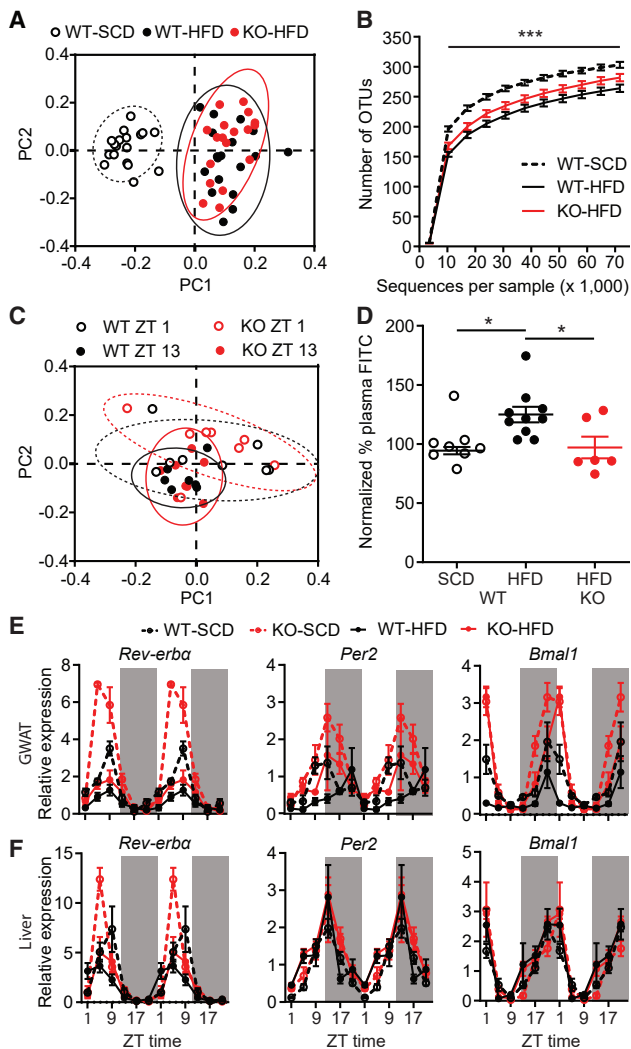 A
WT-SCD WT-HFD KO-HFD
0.4
0.2
0.0
-0.2
-0.4
PC2
-0.4 -0.2 0.0 0.2 0.4
PC1
B
***
350
300
250
200
150
100
50
0
Number of OTUs
WT-SCD
WT-HFD
KO-HFD
0 10 20 30 40 50 60 70
Sequences per sample (x 1,000)
C
WT ZT 1 KO ZT 1
WT ZT 13 KO ZT 13
0.4
0.2
0.0
-0.2
-0.4
PC2
-0.4 -0.2 0.0 0.2 0.4
PC1
D
* *
200
150
100
50
0
Normalized % plasma FITC
SCD HFD HFD
WT KO
E
WT-SCD KO-SCD WT-HFD KO-HFD
Rev-erbα Per2 Bmal1
GWAT
Relative expression
8
6
4
2
0
4
3
2
1
0
4
3
2
1
0
F
Rev-erbα Per2 Bmal1
Liver
Relative expression
15
10
5
0
4
3
2
1
0
4
3
2
1
0
1 9 17 1 9 17
1 9 17 1 9 17
1 9 17 1 9 17
ZT time ZT time ZT time